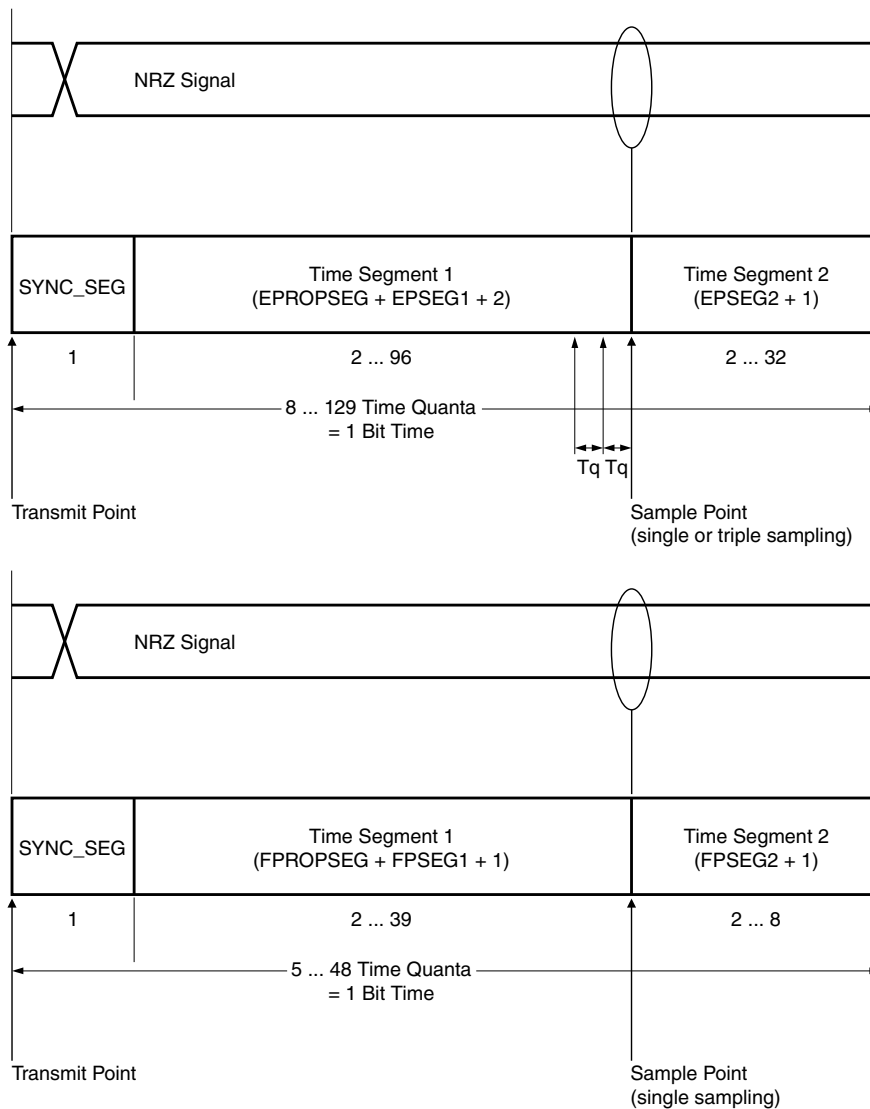 NRZ Signal
SYNC_SEG
Time Segment 1
(EPROPSEG + EPSEG1 + 2)
Time Segment 2
(EPSEG2 + 1)
1
2 ... 96
2 ... 32
8 ... 129 Time Quanta
= 1 Bit Time
Tq Tq
Transmit Point
Sample Point
(single or triple sampling)
NRZ Signal
SYNC_SEG
Time Segment 1
(FPROPSEG + FPSEG1 + 1)
Time Segment 2
(FPSEG2 + 1)
1
2 ... 39
2 ... 8
5 ... 48 Time Quanta
= 1 Bit Time
Transmit Point
Sample Point
(single sampling)